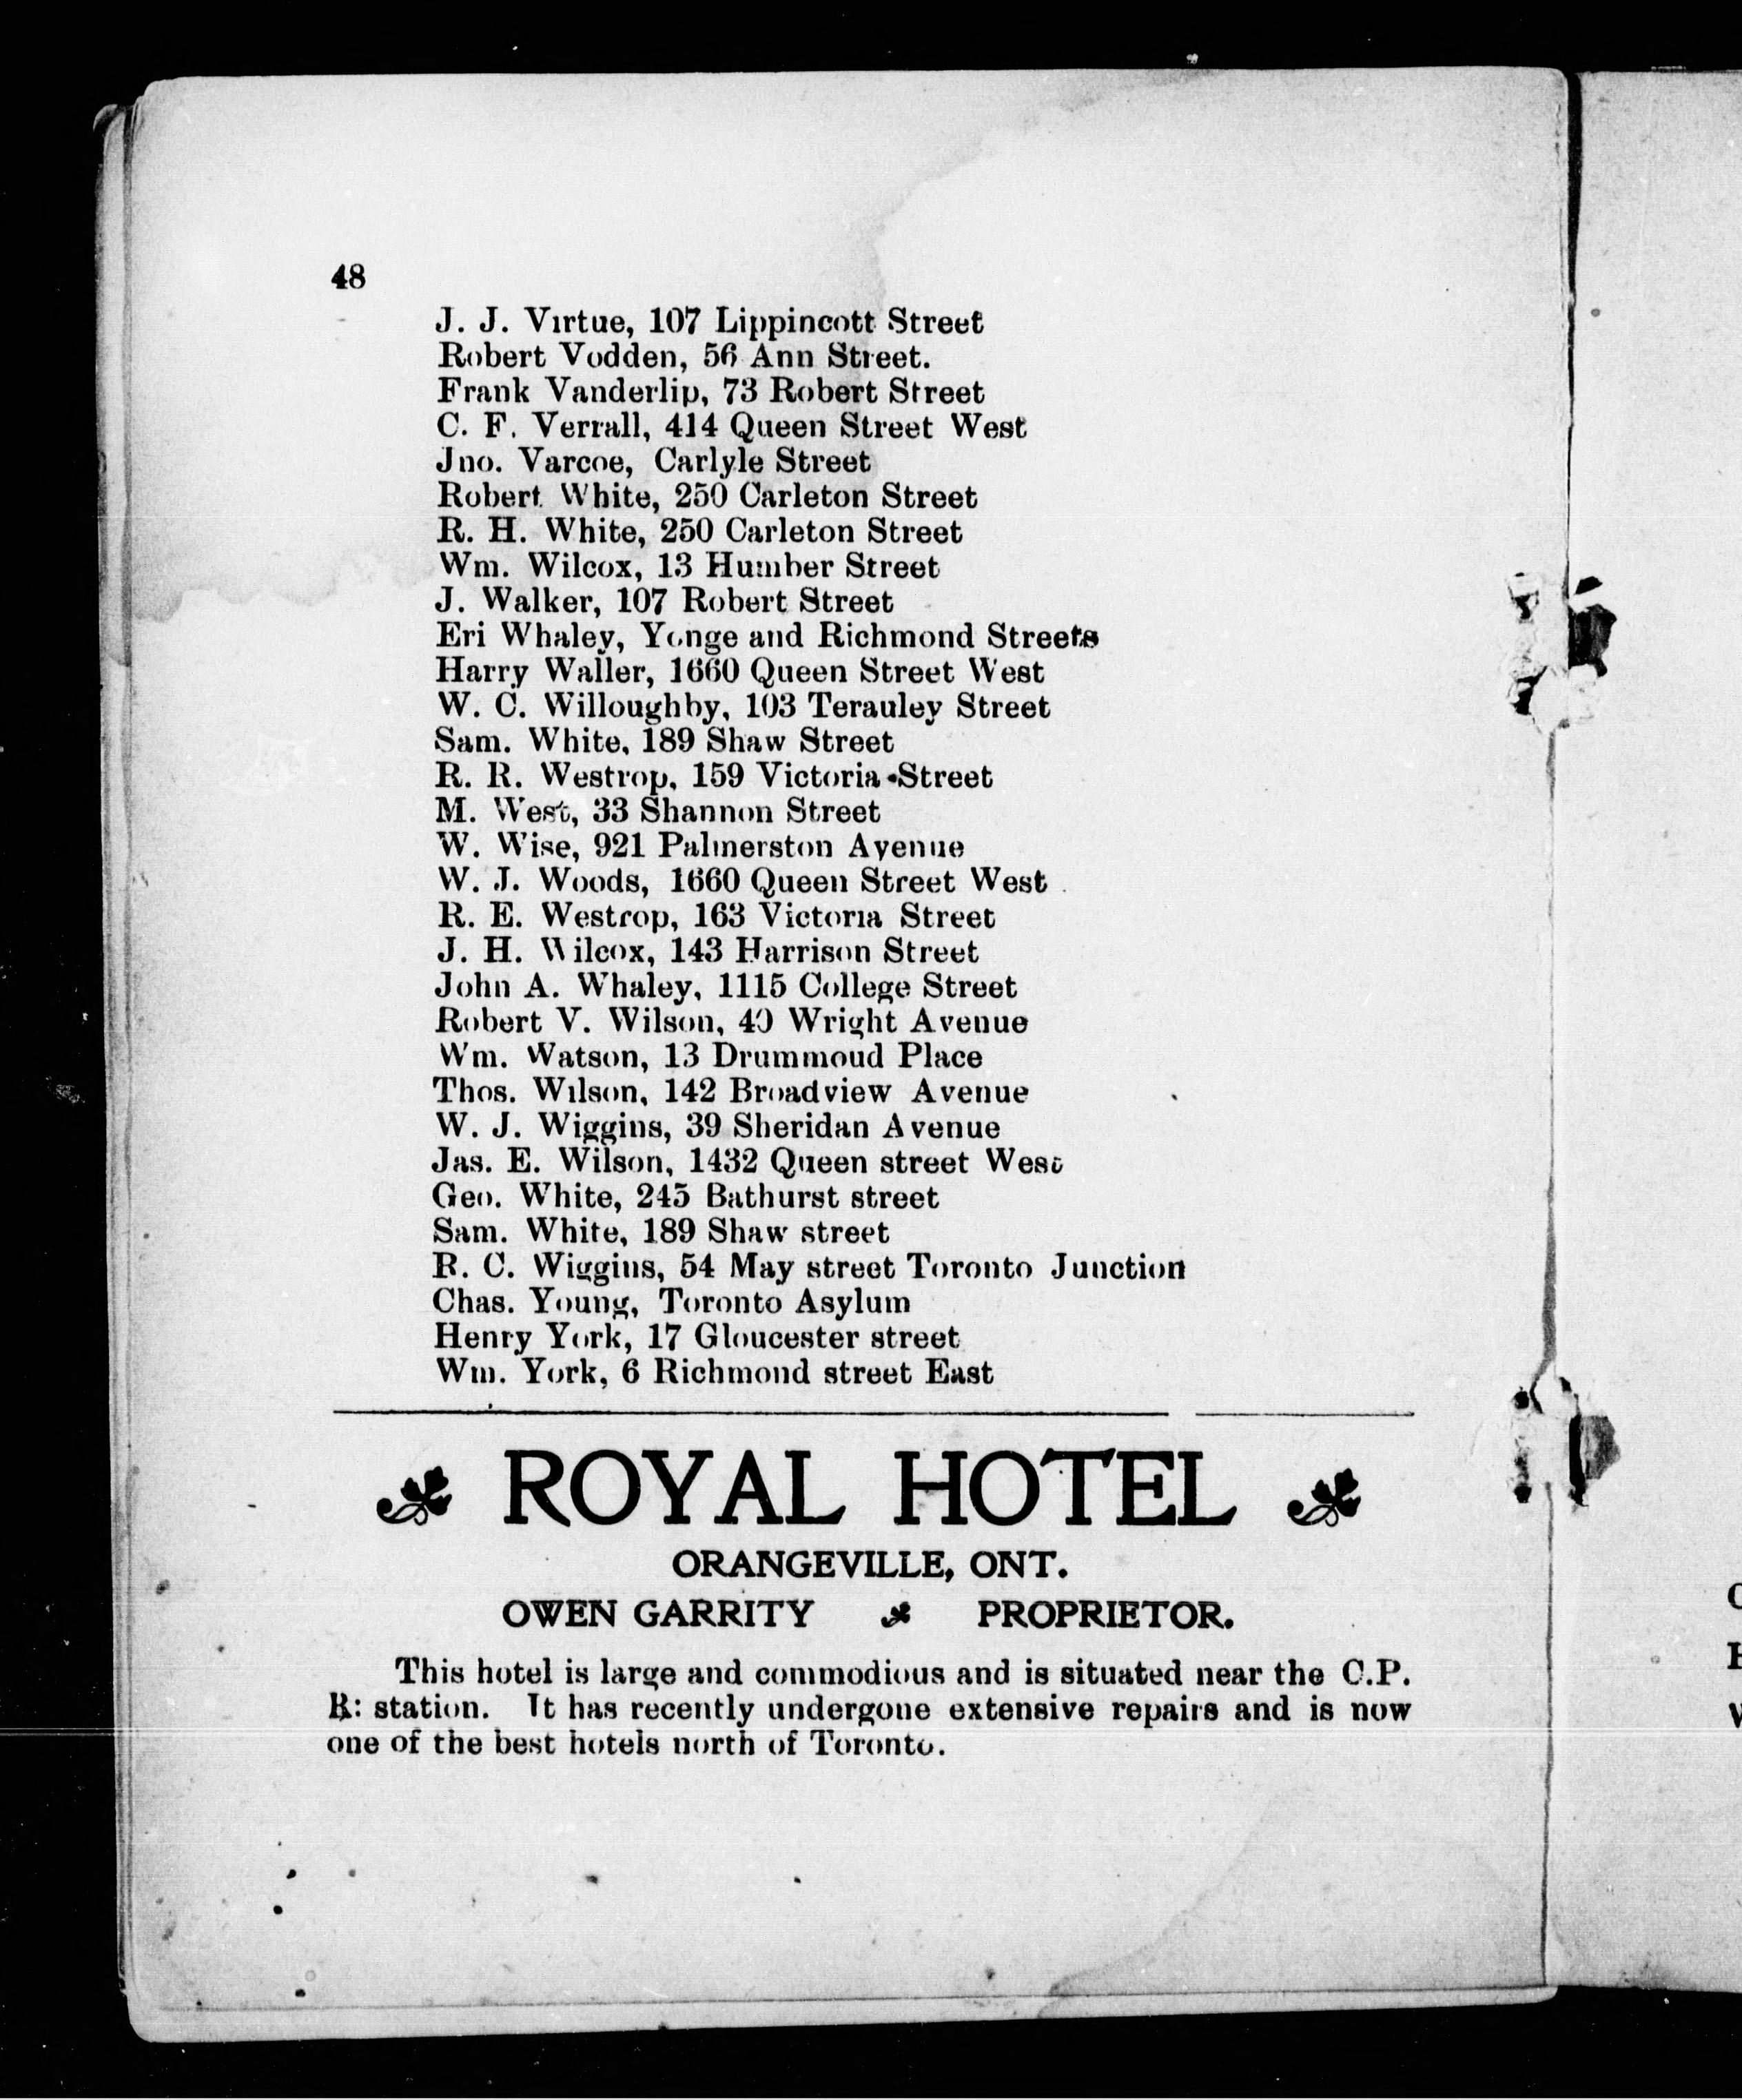 48
J. J. Virtue, 107 Lippincott Street
Robert Vodden, 56 Ann Street.
Frank Vanderlip, 73 Robert Street
C. F. Verrall, 414 Queen Street West
Jno. Varcoe, Carlyle Street
Robert White, 250 Carleton Street
R. H. White, 250 Carleton Street
Wm. Wilcox, 13 Humber Street
J. Walker, 107 Robert Street
Eri Whaley, Yonge and Richmond Streets
Harry Waller, 1660 Queen Street West
W. C. Willoughby, 103 Terauley Street
Sam. White, 189 Shaw Street
R. R. Westrop, 159 Victoria Street
M. West, 33 Shannon Street
W. Wise, 921 Palmerston Avenue
W. J. Woods, 1660 Queen Street West
R. E. Westrop, 163 Victoria Street
J. H. Wilcox, 143 Harrison Street
John A. Whaley, 1115 College Street
Robert V. Wilson, 40 Wright Avenue
Wm. Watson, 13 Drummoud Place
Thos. Wilson, 142 Broadview Avenue
W. J. Wiggins, 39 Sheridan Avenue
Jas. E. Wilson, 1432 Queen street West
Geo. White, 245 Bathurst street
Sam. White, 189 Shaw street
R. C. Wiggins, 54 May street Toronto Junction
Chas. Young, Toronto Asylum
Henry York, 17 Gloucester street
Wm. York, 6 Richmond street East
ROYAL HOTEL
ORANGEVILLE, ONT.
OWEN GARRITY PROPRIETOR.
This hotel is large and commodious and is situated near the C.P.
R: station. It has recently undergone extensive repairs and is now
one of the best hotels north of Toronto.